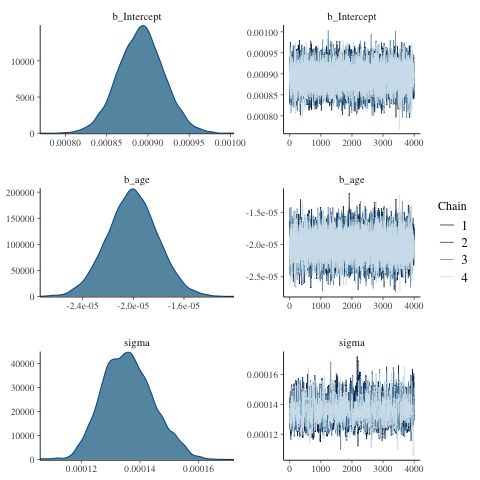 b_Intercept
10000
5000
0
0.00080 0.00085 0.00090 0.00095 0.00100
b_Intercept
0.00100
0.00095
0.00090
0.00085
0.00080
0 1000 2000 3000 4000
b_age
200000
150000
100000
50000
0
-2.4e-05 -2.0e-05 -1.6e-05
b_age
-1.5e-05
-2.0e-05
-2.5e-05
0 1000 2000 3000 4000
Chain
1
2
3
4
sigma
40000
30000
20000
10000
0
0.00012 0.00014 0.00016
sigma
0.00016
0.00014
0.00012
0 1000 2000 3000 4000